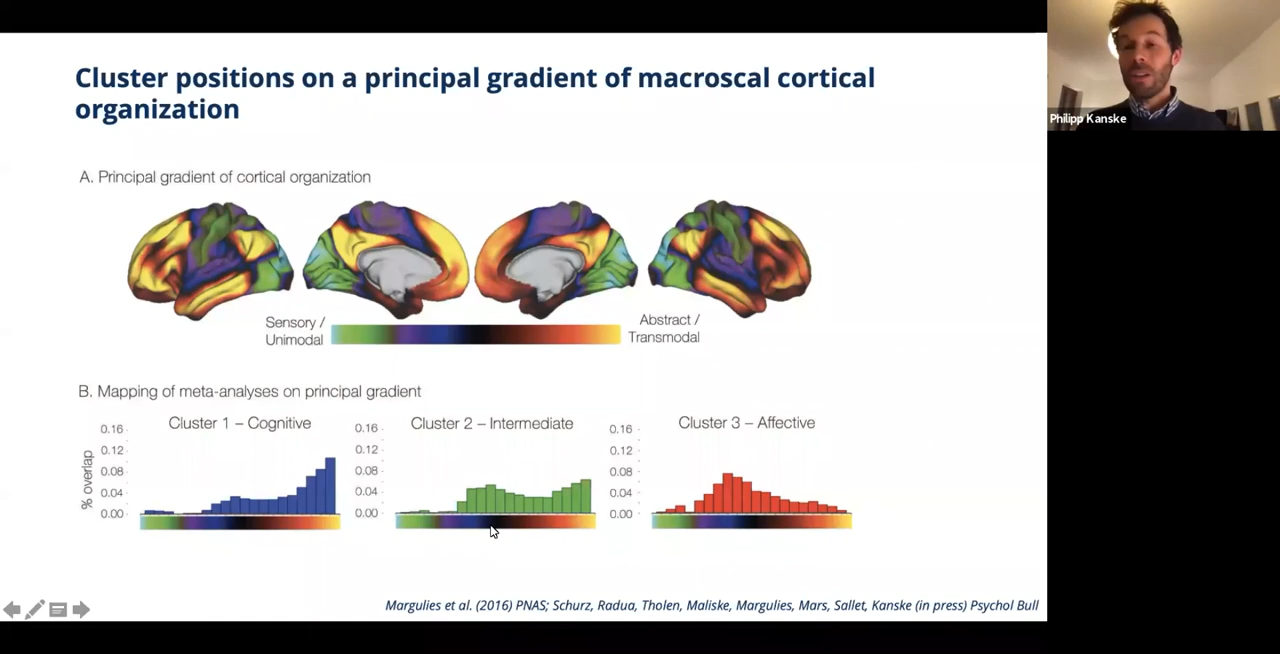 Cluster positions on a principal gradient of macroscal cortical
organization
Philipp Kanske
A. Principal gradient of cortical organization
Sensory /
Unimodal
Abstract /
Transmodal
B. Mapping of meta-analyses on principal gradient
Cluster 1 – Cognitive
Cluster 2 – Intermediate
Cluster 3 – Affective
% overlap
0.16
0.12
0.08
0.04
0.00
0.16
0.12
0.08
0.04
0.00
0.16
0.12
0.08
0.04
0.00
Margulies et al. (2016) PNAS; Schurz, Radua, Tholen, Maliske, Margulies, Mars, Sallet, Kanske (in press) Psychol Bull